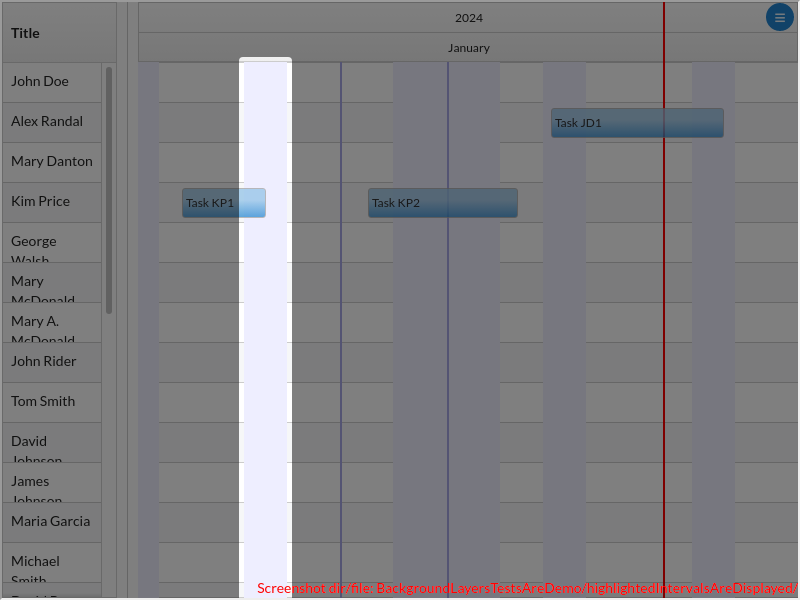 Title
2024
January
John Doe
Alex Randal
Task JD1
Mary Danton
Kim Price
Task KP1
Task KP2
George
Walsh
Mary
McDonald
Mary A.
McDonald
John Rider
Tom Smith
David
Johnson
James
Johnson
Maria Garcia
Michael
Smith
Screenshot dir/file: BackgroundLayersTestsAreDemo/highlightedIntervalsAreDisplayed/